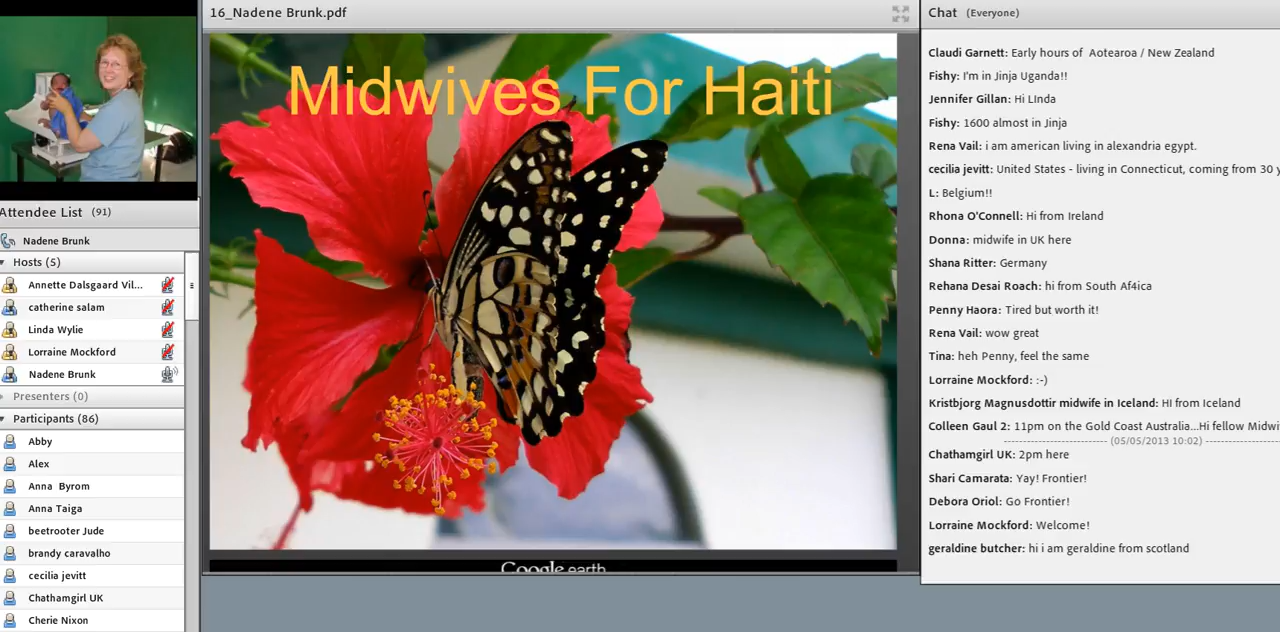 Attendee List (91)
Nadene Brunk
Hosts (5)
Annette Dalsgaard Vil...
catherine salam
Linda Wylie
Lorraine Mockford
Nadene Brunk
Presenters (0)
Participants (86)
Abby
Alex
Anna Byrom
Anna Taiga
beetrooter Jude
brandy caravalho
cecilia jevitt
Chathamgirl UK
Cherie Nixon
16_Nadene Brunk.pdf
Midwives For Haiti
Google earth
Chat (Everyone)
Claudi Garnett: Early hours of Aotearoa / New Zealand
Fishy: I'm in Jinja Uganda!!
Jennifer Gillan: Hi LInda
Fishy: 1600 almost in Jinja
Rena Vail: i am american living in alexandria egypt.
cecilia jevitt: United States - living in Connecticut, coming from 30 y
L: Belgium!!
Rhona O'Connell: Hi from Ireland
Donna: midwife in UK here
Shana Ritter: Germany
Rehana Desai Roach: hi from South Af4ica
Penny Haora: Tired but worth it!
Rena Vail: wow great
Tina: heh Penny, feel the same
Lorraine Mockford: :-)
Kristbjorg Magnusdottir midwife in Iceland: HI from Iceland
Colleen Gaul 2: 11pm on the Gold Coast Australia...Hi fellow Midwi
(05/05/2013 10:02)
Chathamgirl UK: 2pm here
Shari Camarata: Yay! Frontier!
Debora Oriol: Go Frontier!
Lorraine Mockford: Welcome!
geraldine butcher: hi i am geraldine from scotland